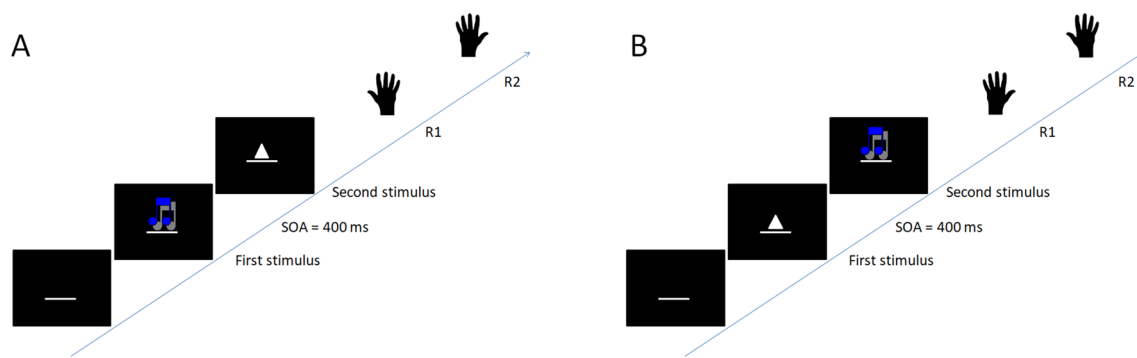 A
R2
R1
Second stimulus
SOA = 400 ms
First stimulus
B
R2
R1
Second stimulus
SOA = 400 ms
First stimulus